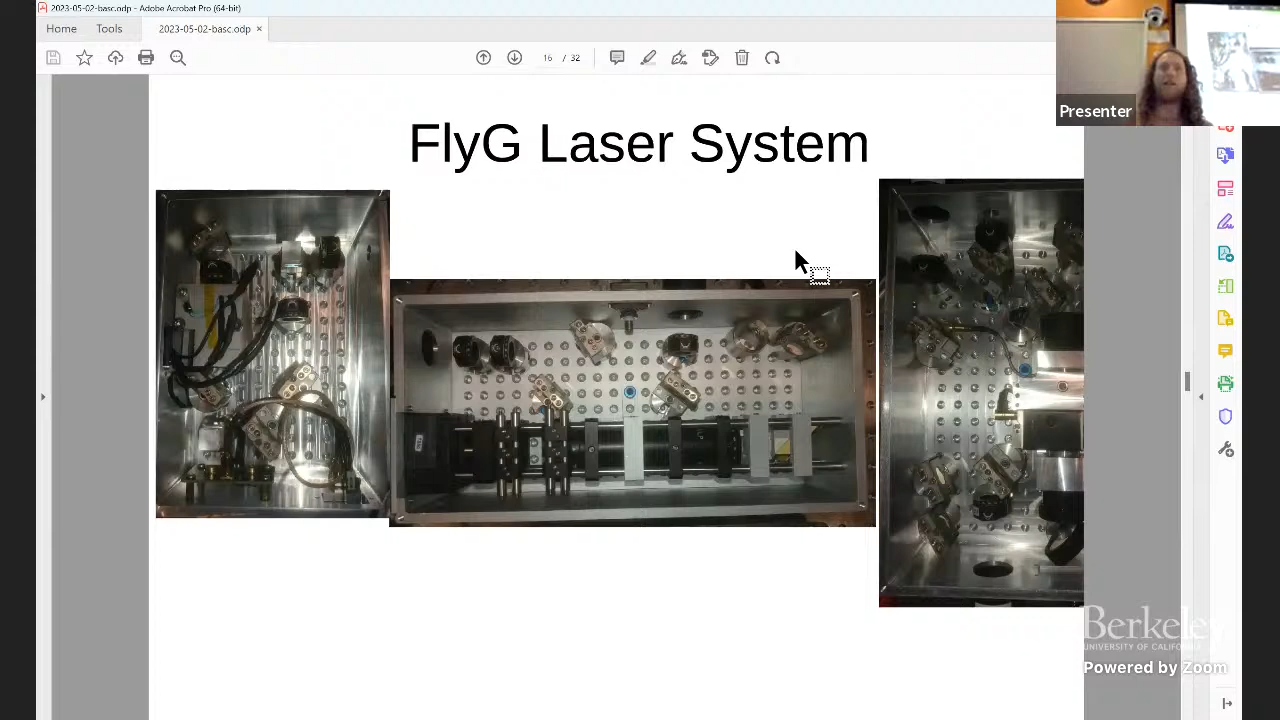 2023-05-02-basc.odp - Adobe Acrobat Pro (64-bit)
Home
Tools
2023-05-02-basc.odp ×
16 / 32
Presenter
FlyG Laser System
Berkeley
UNIVERSITY OF CALIFORNIA
Powered by Zoom